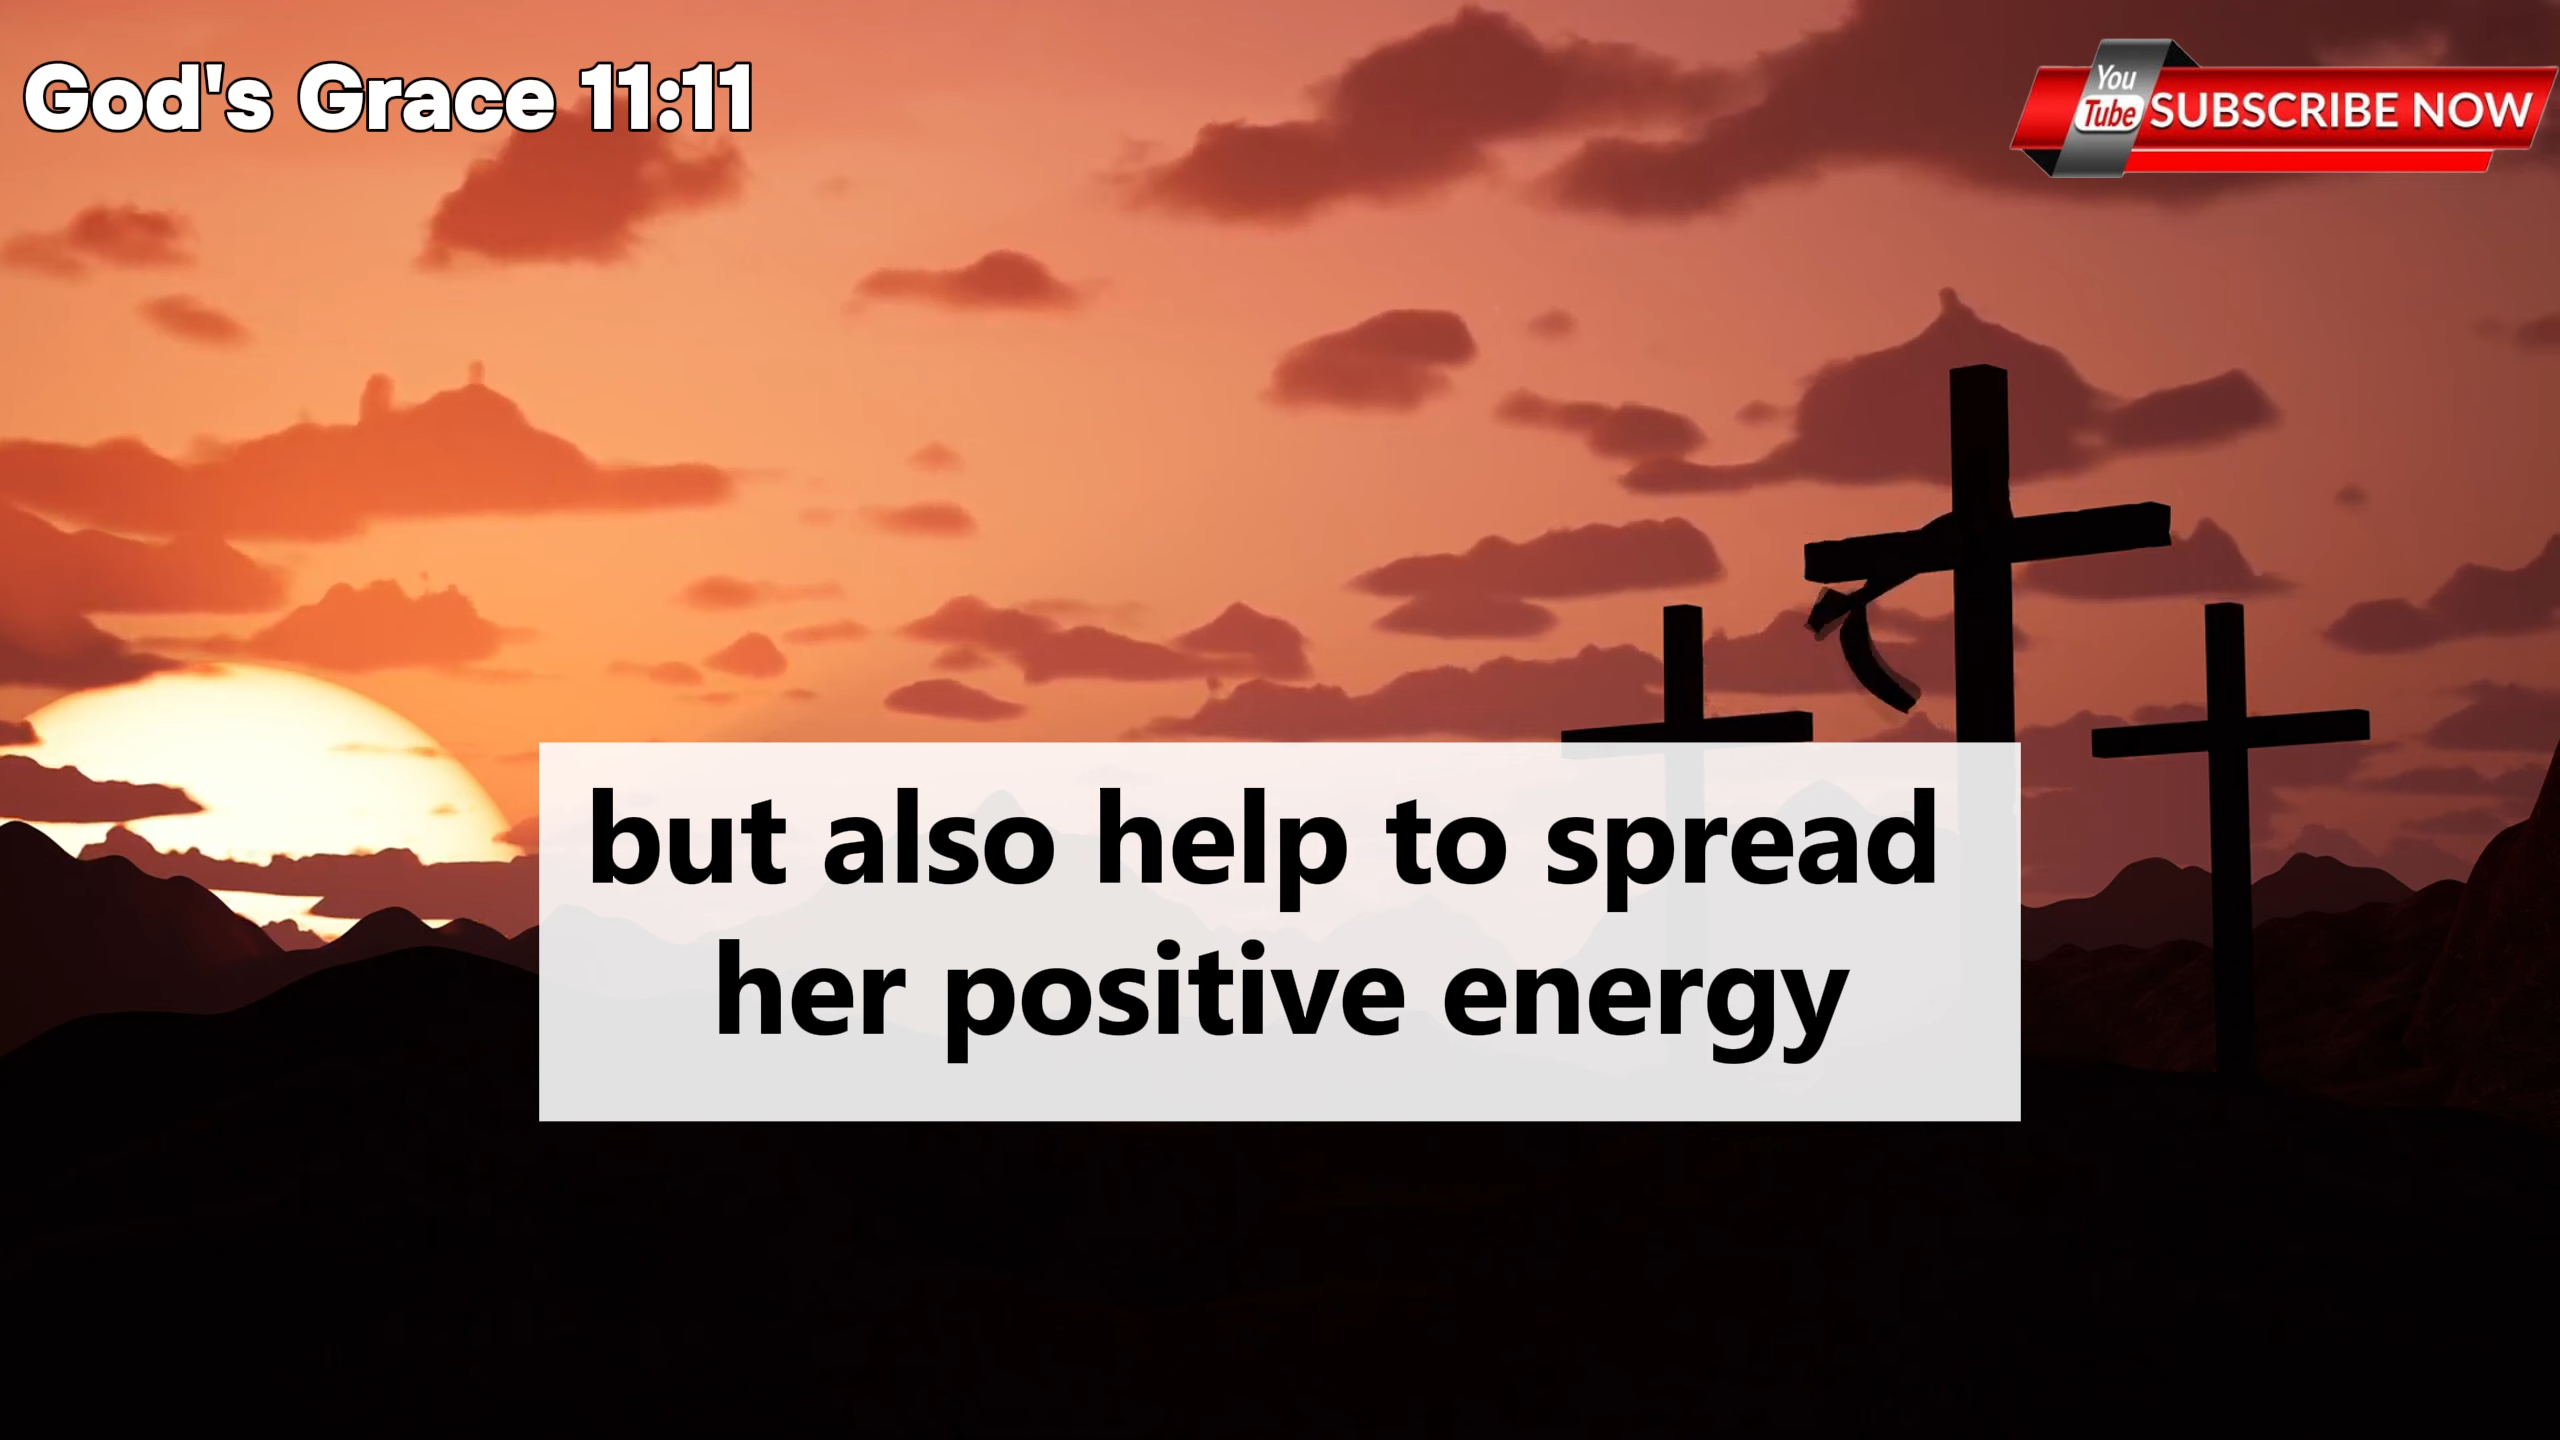 God's Grace 11:11
You
Tube
SUBSCRIBE NOW
but also help to spread
her positive energy